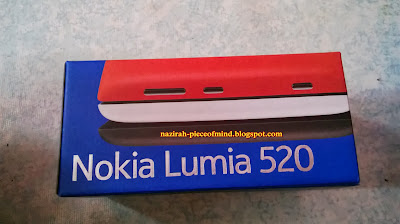 nazirah-pieceofmind.blogspot.com
Nokia Lumia 520